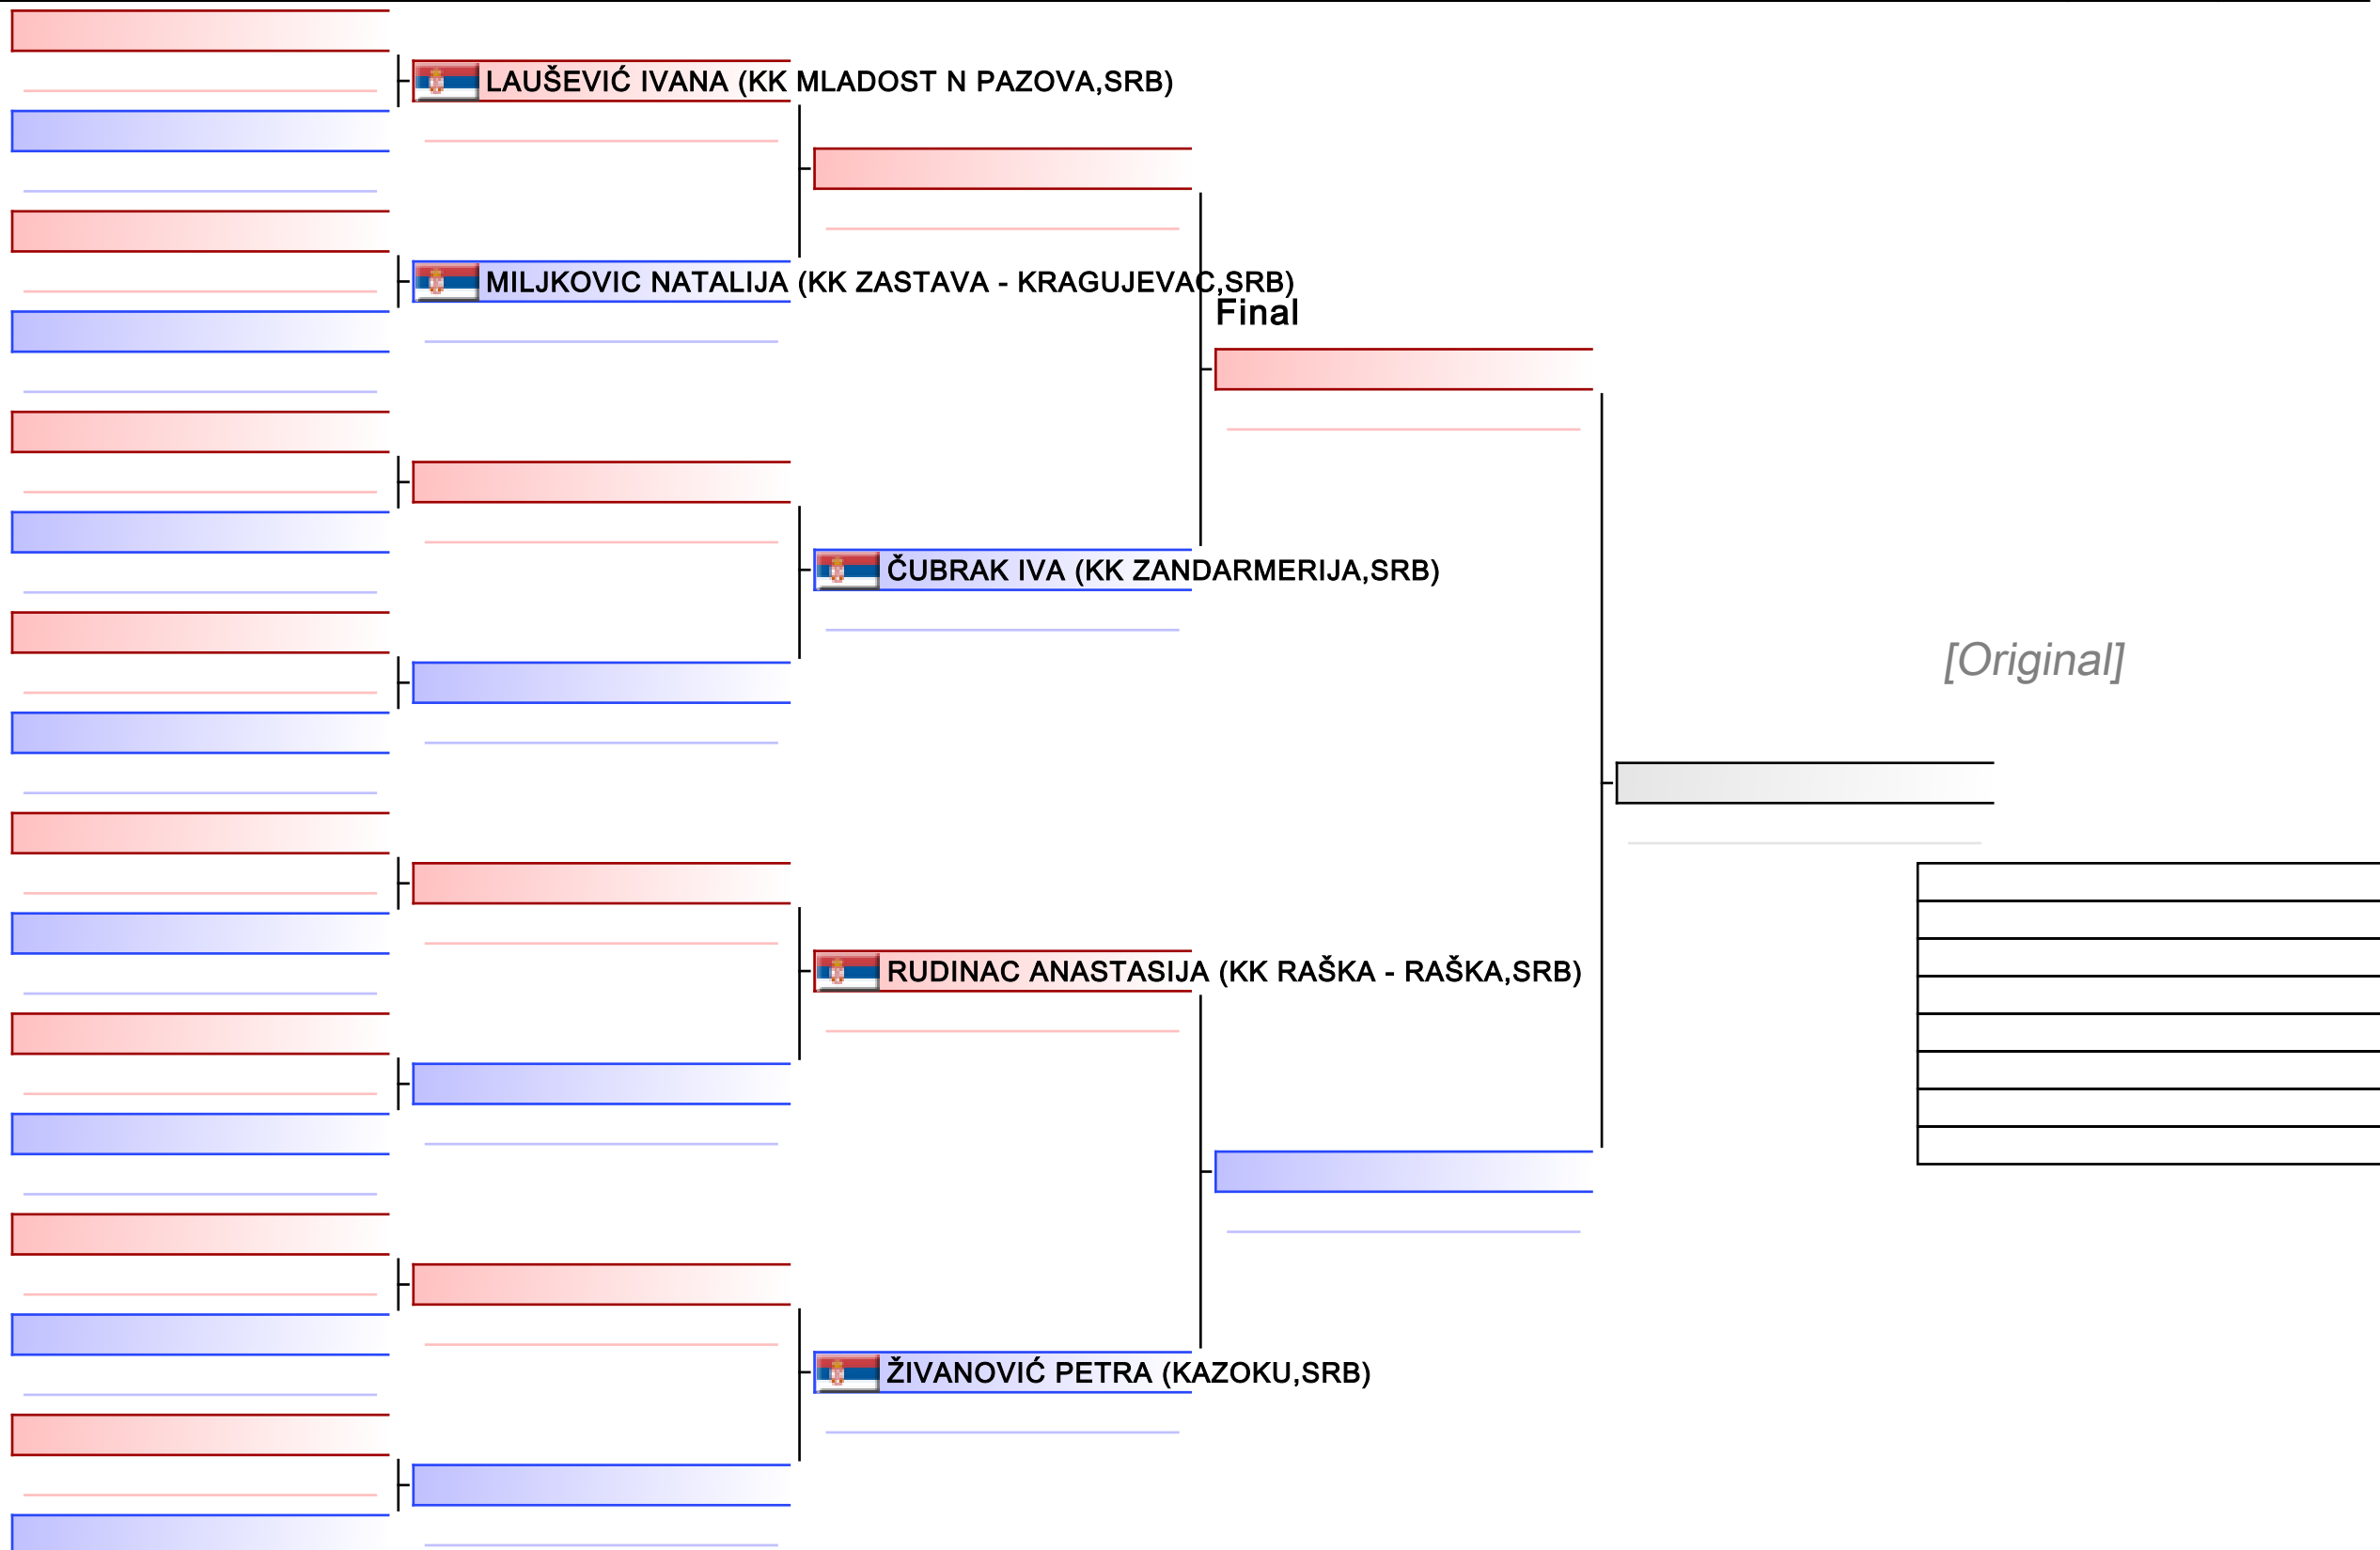 LAUŠEVIĆ IVANA (KK MLADOST N PAZOVA,SRB)
MILJKOVIC NATALIJA (KK ZASTAVA - KRAGUJEVAC,SRB)
Final
ČUBRAK IVA (KK ZANDARMERIJA,SRB)
[Original]
RUDINAC ANASTASIJA (KK RAŠKA - RAŠKA,SRB)
ŽIVANOVIĆ PETRA (KAZOKU,SRB)